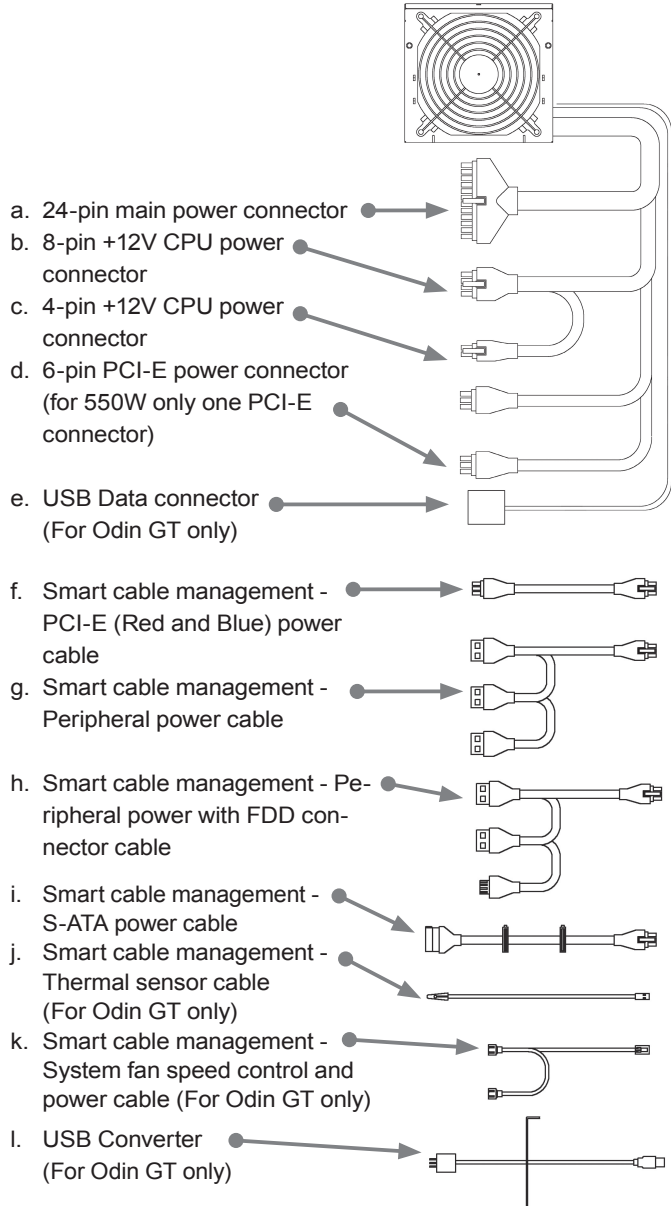 a. 24-pin main power connector
b. 8-pin +12V CPU power
connector
c. 4-pin +12V CPU power
connector
d. 6-pin PCI-E power connector
(for 550W only one PCI-E
connector)
e. USB Data connector
(For Odin GT only)
f. Smart cable management -
PCI-E (Red and Blue) power
cable
g. Smart cable management -
Peripheral power cable
h. Smart cable management - Pe-
ripheral power with FDD con-
nector cable
i. Smart cable management -
S-ATA power cable
j. Smart cable management -
Thermal sensor cable
(For Odin GT only)
k. Smart cable management -
System fan speed control and
power cable (For Odin GT only)
l. USB Converter
(For Odin GT only)